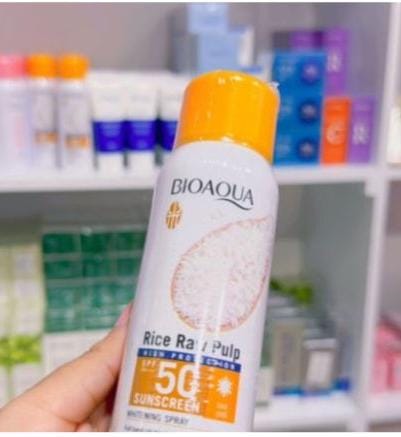 BIOAQUA
Rice Raw Pulp
HIGH PROTECTION
SPF
50
SUNSCREEN
WHITENING SPRAY